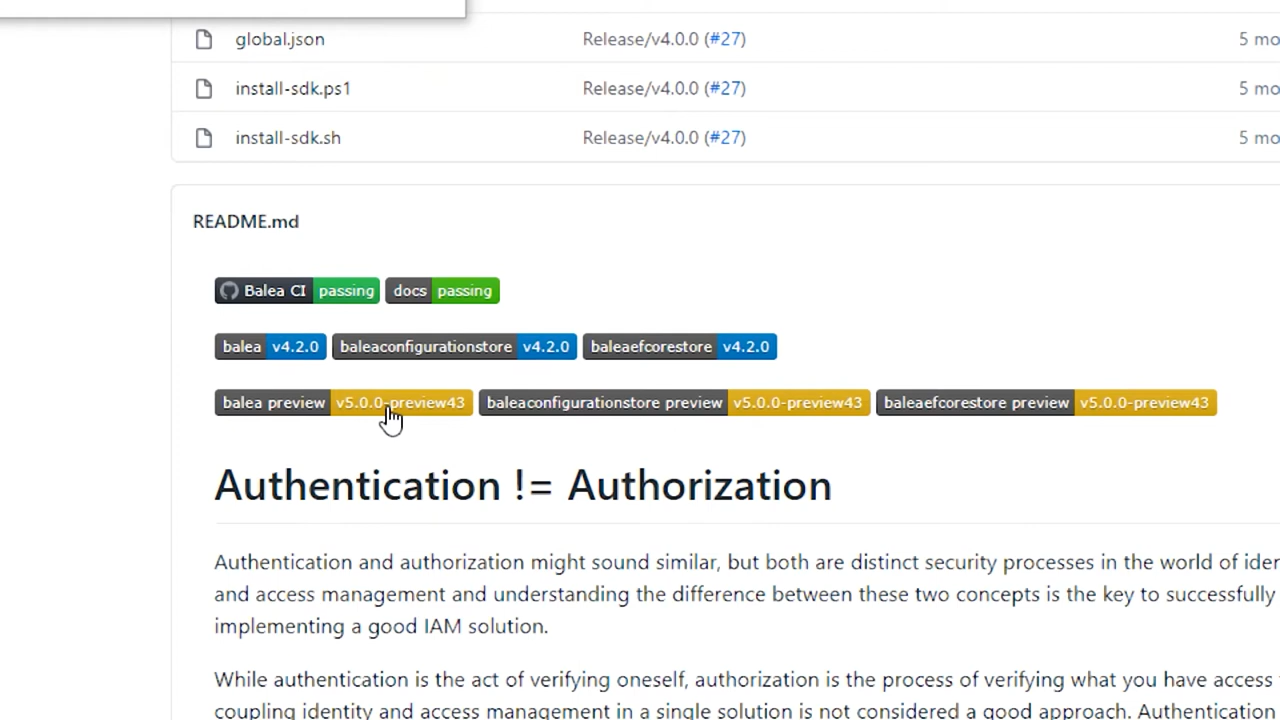 global.json Release/v4.0.0 (#27) 5 mo
install-sdk.ps1 Release/v4.0.0 (#27) 5 mo
install-sdk.sh Release/v4.0.0 (#27) 5 mo
README.md
Balea CI passing docs passing
balea v4.2.0 baleaconfigurationstore v4.2.0 baleaefcorestore v4.2.0
balea preview v5.0.0-preview43 baleaconfigurationstore preview v5.0.0-preview43 baleaefcorestore preview v5.0.0-preview43
Authentication != Authorization
Authentication and authorization might sound similar, but both are distinct security processes in the world of iden
and access management and understanding the difference between these two concepts is the key to successfully
implementing a good IAM solution.
While authentication is the act of verifying oneself, authorization is the process of verifying what you have access
coupling identity and access management in a single solution is not considered a good approach. Authentication